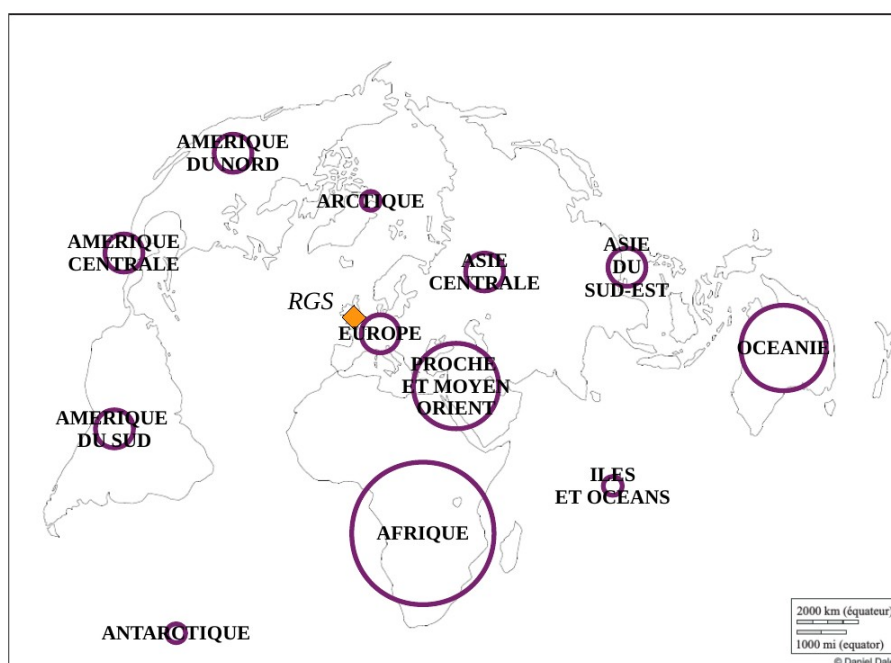 AMERIQUE
DU NORD
ARCTIQUE
AMERIQUE
CENTRALE
ASIE
CENTRALE
ASIE
DU
SUD-EST
RGS
EUROPE
OCEANIE
PROCHE
ET MOYEN
ORIENT
AMERIQUE
DU SUD
ILES
ET OCEANS
AFRIQUE
ANTARCTIQUE
2000 km (équateur)
1000 mi (equator)
© Daniel